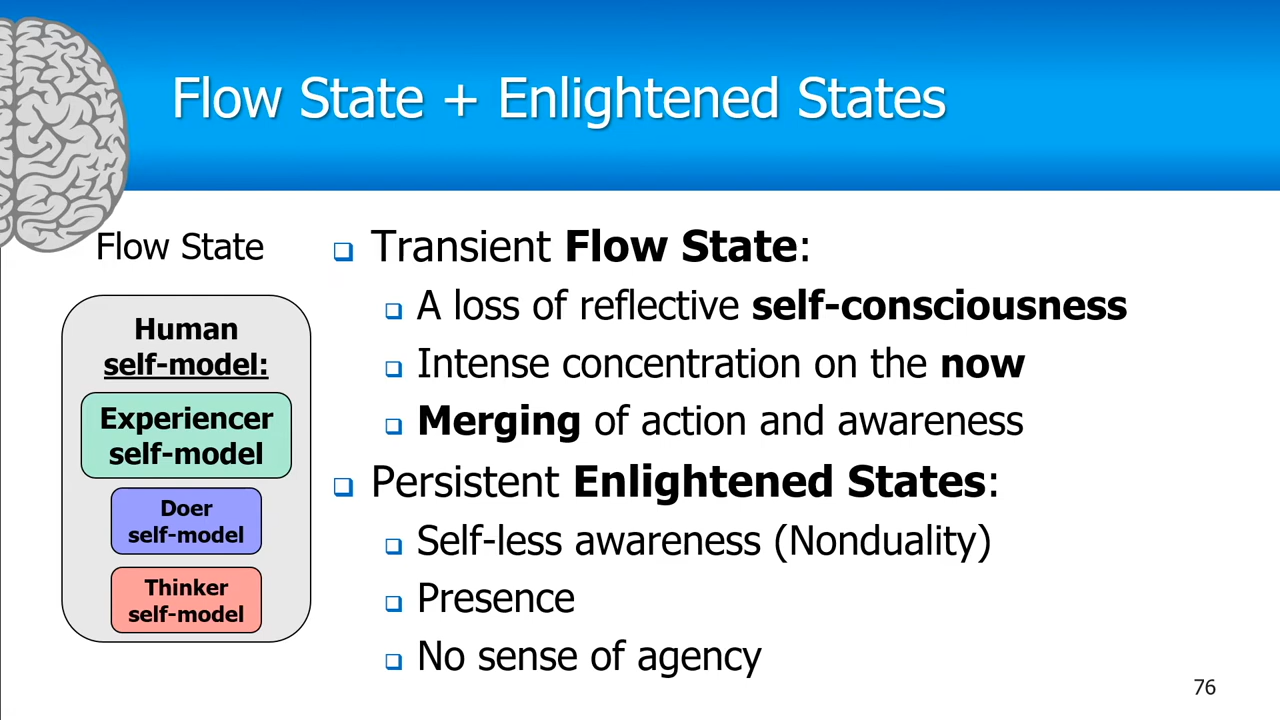 Flow State + Enlightened States
Flow State
Human
self-model:
Experiencer
self-model
Doer
self-model
Thinker
self-model
Transient Flow State:
A loss of reflective self-consciousness
Intense concentration on the now
Merging of action and awareness
Persistent Enlightened States:
Self-less awareness (Nonduality)
Presence
No sense of agency
76